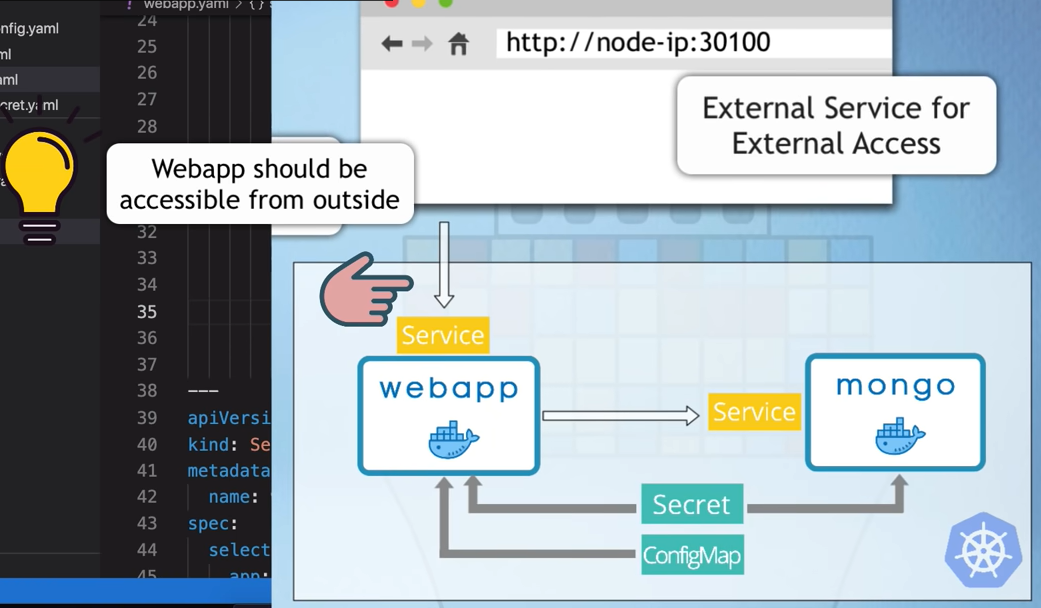 webapp.yaml > {}
nfig.yaml
ml
aml
cret.yaml
24
25
26
27
28
32
33
34
35
36
37
38 ---
39 apiVersi
40 kind: Se
41 metadata
42 name:
43 spec:
44 select
45 app:
http://node-ip:30100
External Service for
External Access
Webapp should be
accessible from outside
Service
webapp
Service
mongo
Secret
ConfigMap